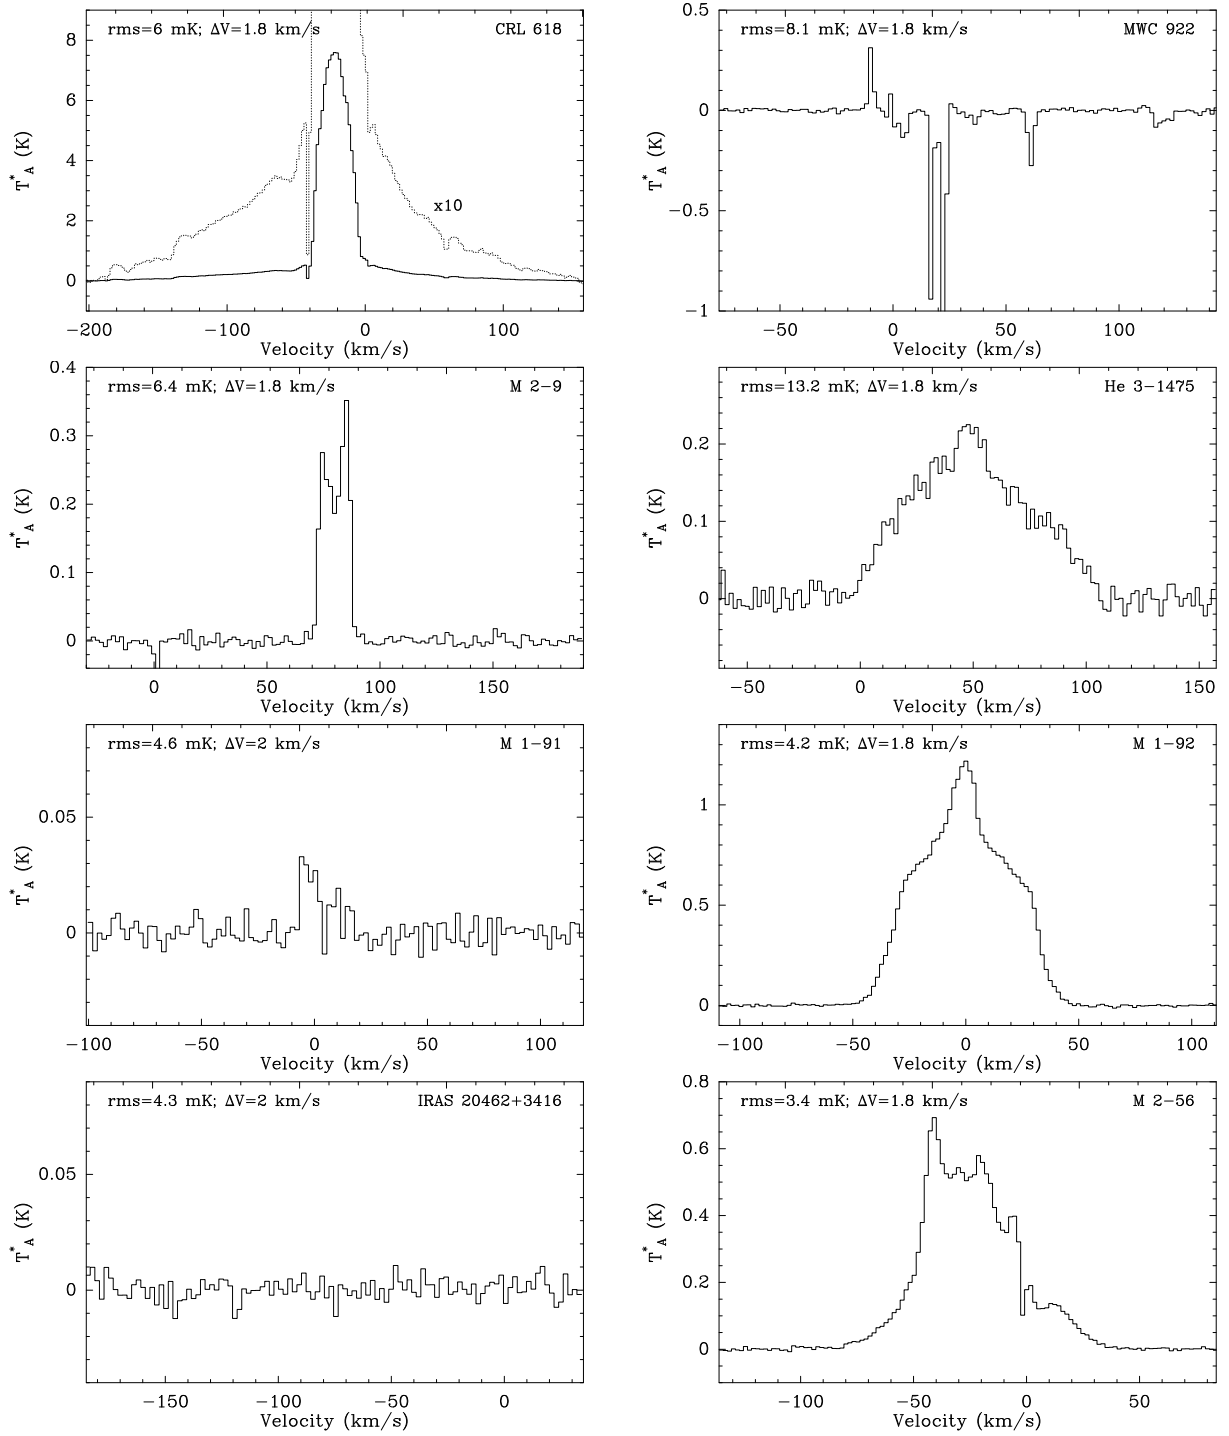 rms=6 mK; ΔV=1.8 km/s CRL 618
8
6
4
2
0
T*A (K)
x10
−200 −100 0 100
Velocity (km/s)
rms=8.1 mK; ΔV=1.8 km/s MWC 922
0.5
0
−0.5
−1
T*A (K)
−50 0 50 100
Velocity (km/s)
rms=6.4 mK; ΔV=1.8 km/s M 2−9
0.4
0.3
0.2
0.1
0
T*A (K)
0 50 100 150
Velocity (km/s)
rms=13.2 mK; ΔV=1.8 km/s He 3−1475
0.2
0.1
0
T*A (K)
−50 0 50 100 150
Velocity (km/s)
rms=4.6 mK; ΔV=2 km/s M 1−91
0.05
0
T*A (K)
−100 −50 0 50 100
Velocity (km/s)
rms=4.2 mK; ΔV=1.8 km/s M 1−92
1
0.5
0
T*A (K)
−100 −50 0 50 100
Velocity (km/s)
rms=4.3 mK; ΔV=2 km/s IRAS 20462+3416
0.05
0
T*A (K)
−150 −100 −50 0
Velocity (km/s)
rms=3.4 mK; ΔV=1.8 km/s M 2−56
0.8
0.6
0.4
0.2
0
T*A (K)
−100 −50 0 50
Velocity (km/s)